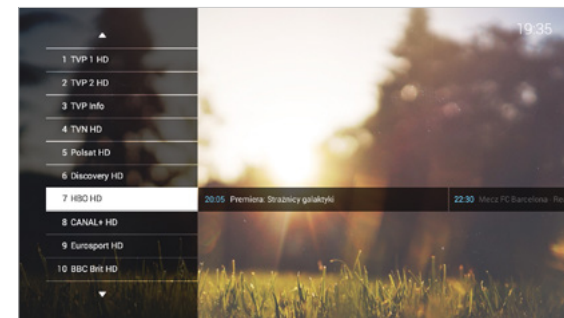 19:35
1 TVP 1 HD
2 TVP 2 HD
3 TVP Info
4 TVN HD
5 Polsat HD
6 Discovery HD
7 HBO HD 20:05 Premiera: Strażnicy galaktyki 22:30 Mecz FC Barcelona - Re
8 CANAL+ HD
9 Eurosport HD
10 BBC Brit HD